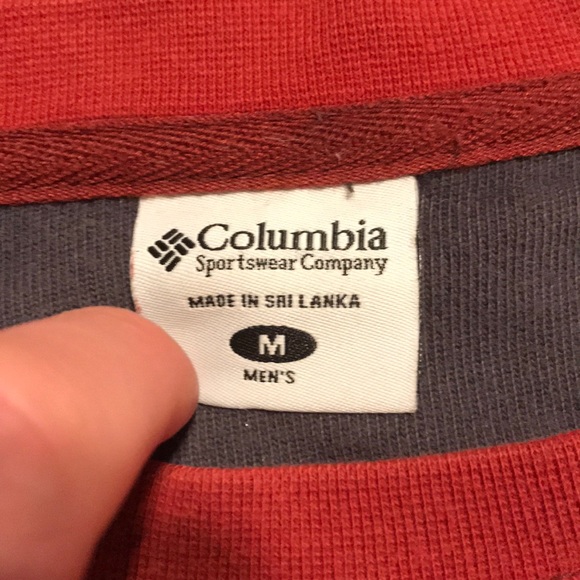 Columbia
Sportswear Company
MADE IN SRI LANKA
M
MEN'S